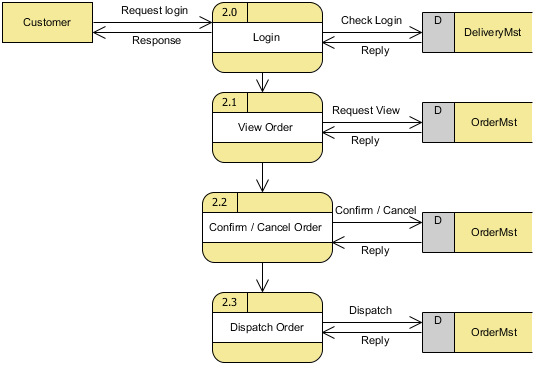 Customer
Request login
Response
2.0
Login
Check Login
Reply
D
DeliveryMst
2.1
View Order
Request View
Reply
D
OrderMst
2.2
Confirm / Cancel Order
Confirm / Cancel
Reply
D
OrderMst
2.3
Dispatch Order
Dispatch
Reply
D
OrderMst